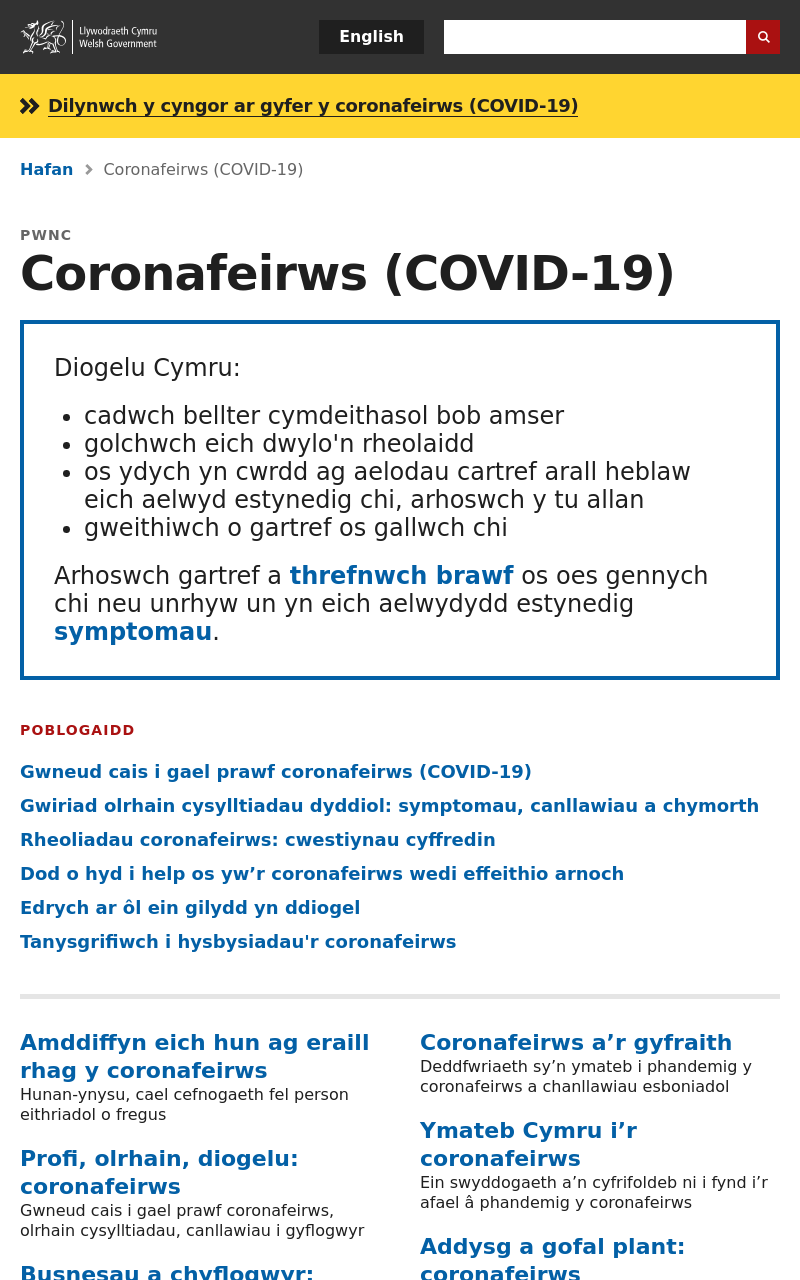 Llywodraeth Cymru
Welsh Government
English
Dilynwch y cyngor ar gyfer y coronafeirws (COVID-19)
Hafan
Coronafeirws (COVID-19)
PWNC
Coronafeirws (COVID-19)
Diogelu Cymru:
cadwch bellter cymdeithasol bob amser
golchwch eich dwylo'n rheolaidd
os ydych yn cwrdd ag aelodau cartref arall heblaw
eich aelwyd estynedig chi, arhoswch y tu allan
gweithiwch o gartref os gallwch chi
Arhoswch gartref a threfnwch brawf os oes gennych
chi neu unrhyw un yn eich aelwydydd estynedig
symptomau.
POBLOGAIDD
Gwneud cais i gael prawf coronafeirws (COVID-19)
Gwiriad olrhain cysylltiadau dyddiol: symptomau, canllawiau a chymorth
Rheoliadau coronafeirws: cwestiynau cyffredin
Dod o hyd i help os yw’r coronafeirws wedi effeithio arnoch
Edrych ar ôl ein gilydd yn ddiogel
Tanysgrifiwch i hysbysiadau'r coronafeirws
Amddiffyn eich hun ag eraill
rhag y coronafeirws
Hunan-ynysu, cael cefnogaeth fel person
eithriadol o fregus
Profi, olrhain, diogelu:
coronafeirws
Gwneud cais i gael prawf coronafeirws,
olrhain cysylltiadau, canllawiau i gyflogwyr
Busnesau a chyflogwyr:
Coronafeirws a’r gyfraith
Deddfwriaeth sy’n ymateb i phandemig y
coronafeirws a chanllawiau esboniadol
Ymateb Cymru i’r
coronafeirws
Ein swyddogaeth a’n cyfrifoldeb ni i fynd i’r
afael â phandemig y coronafeirws
Addysg a gofal plant:
coronafeirws